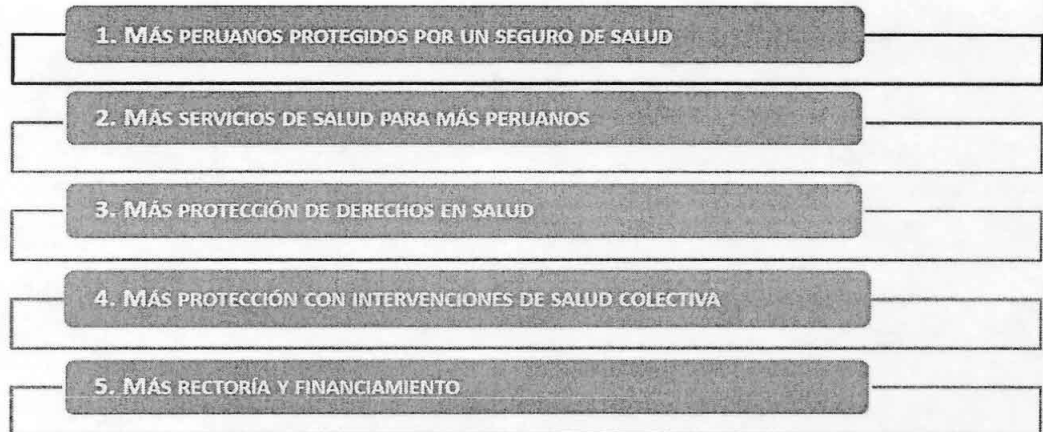 1. MÁS PERUANOS PROTEGIDOS POR UN SEGURO DE SALUD
2. MÁS SERVICIOS DE SALUD PARA MÁS PERUANOS
3. MÁS PROTECCIÓN DE DERECHOS EN SALUD
4. MÁS PROTECCIÓN CON INTERVENCIONES DE SALUD COLECTIVA
5. MÁS RECTORÍA Y FINANCIAMIENTO